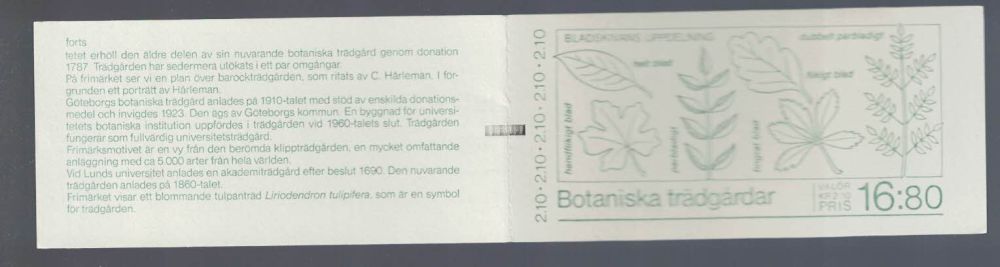 forts
tetet erhöll den äldre delen av sin nuvarande botaniska trädgård genom donation
1787. Trädgården har sedermera utökats i ett par omgångar.
På frimärket ser vi en plan över barockträdgården, som ritats av C. Hårleman. I för-
grunden ett porträtt av Hårleman.
Göteborgs botaniska trädgård anlades på 1910-talet med stöd av enskilda donations-
medel och invigdes 1923. Den ägs av Göteborgs kommun. En byggnad för universi-
tetets botaniska institution uppfördes i trädgården vid 1960-talets slut. Trädgården
fungerar som fullvärdig universitetsträdgård.
Frimärksmotivet är en vy från den berömda klippträdgården, en mycket omfattande
anläggning med ca 5.000 arter från hela världen.
Vid Lunds universitet anlades en akademiträdgård efter beslut 1690. Den nuvarande
trädgården anlades på 1860-talet.
Frimärket visar ett blommande tulpanträd Liriodendron tulipifera, som är en symbol
för trädgården.
2.10 • 2.10 • 2.10 • 2.10 • 2.10 • 2.10
BLADSKIVANS UPPDELNING
helt blad
dubbelt parbladigt
flikigt blad
handflikigt blad
parbladigt
fingrat blad
Botaniska trädgårdar
VALÖR
KR 2.10
PRIS 16:80